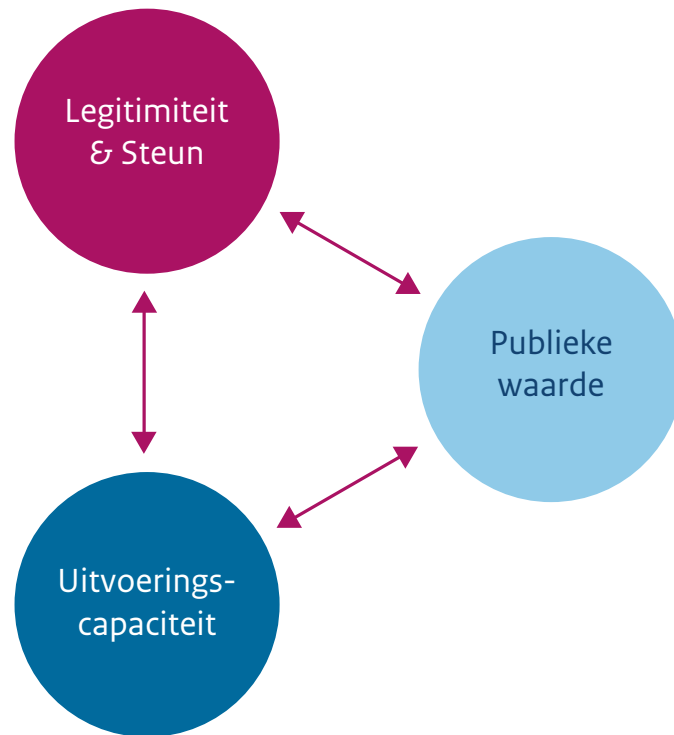 Legitimiteit
& Steun
Publieke
waarde
Uitvoerings-
capaciteit